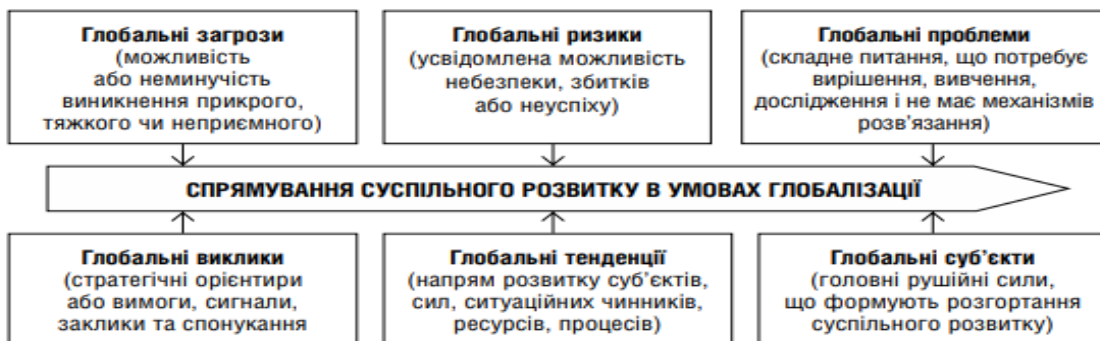 Глобальні загрози
(можливість
або неминучість
виникнення прикрого,
тяжкого чи неприємного)
Глобальні ризики
(усвідомлена можливість
небезпеки, збитків
або неуспіху)
Глобальні проблеми
(складне питання, що потребує
вирішення, вивчення,
дослідження і не має механізмів
розв'язання)
СПРЯМУВАННЯ СУСПІЛЬНОГО РОЗВИТКУ В УМОВАХ ГЛОБАЛІЗАЦІЇ
Глобальні виклики
(стратегічні орієнтири
або вимоги, сигнали,
заклики та спонукання
Глобальні тенденції
(напрям розвитку суб'єктів,
сил, ситуаційних чинників,
ресурсів, процесів)
Глобальні суб'єкти
(головні рушійні сили,
що формують розгортання
суспільного розвитку)